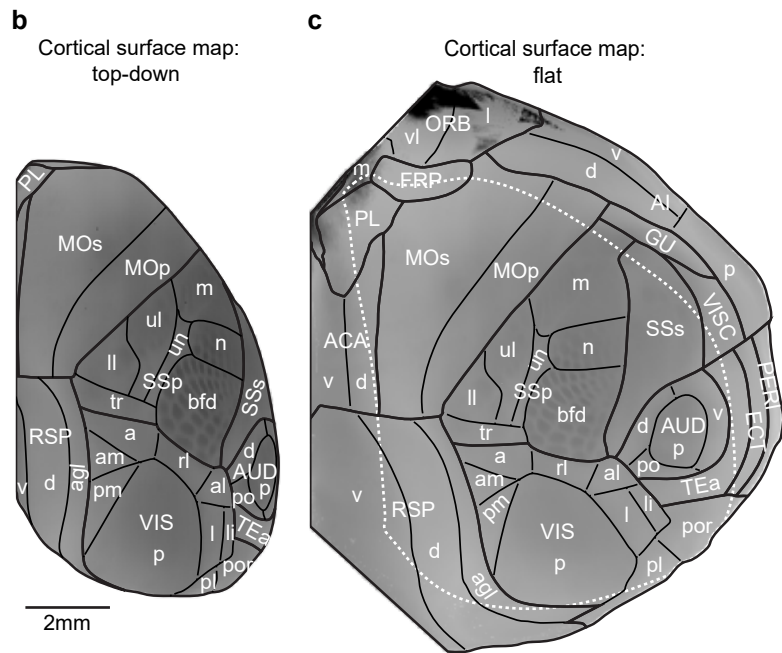 b
Cortical surface map:
top-down
PL
MOs
MOp
m
ul
un
n
ll
SSp
SSs
tr
bfd
RSP
a
d
am
rl
AUD
agl
d
pm
al
p
v
po
VIS
l
li
TEa
p
por
pl
2mm
c
Cortical surface map:
flat
ORB
l
vl
v
m
FRP
d
AI
PL
GU
MOs
MOp
p
m
VISC
SSs
ACA
ul
un
n
PERI
v
d
ll
SSp
bfd
ECT
d
AUD
v
tr
p
a
rl
po
am
al
TEa
v
RSP
pm
li
VIS
l
por
d
p
pl
agl